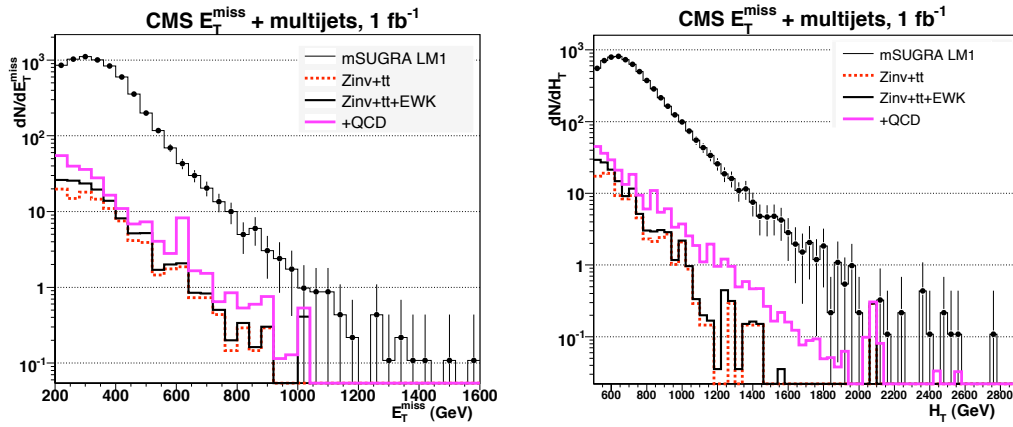 CMS E_T^miss + multijets, 1 fb^-1
dN/dE_T^miss
mSUGRA LM1
Zinv+tt
Zinv+tt+EWK
+QCD
10^3
10^2
10
1
10^-1
200 400 600 800 1000 1200 1400 1600
E_T^miss (GeV)
CMS E_T^miss + multijets, 1 fb^-1
dN/dH_T
mSUGRA LM1
Zinv+tt
Zinv+tt+EWK
+QCD
10^3
10^2
10
1
10^-1
600 800 1000 1200 1400 1600 1800 2000 2200 2400 2600 2800
H_T (GeV)